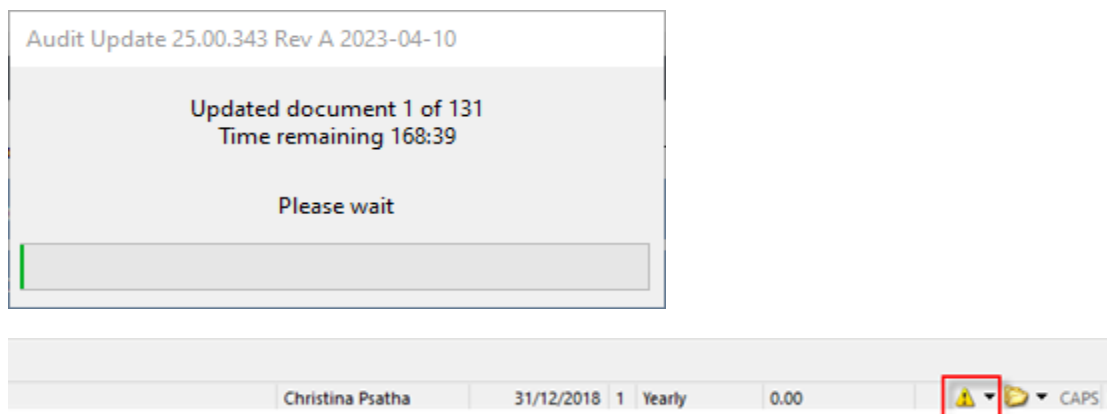 Audit Update 25.00.343 Rev A 2023-04-10
Updated document 1 of 131
Time remaining 168:39
Please wait
Christina Psatha 31/12/2018 1 Yearly 0.00 CAPS